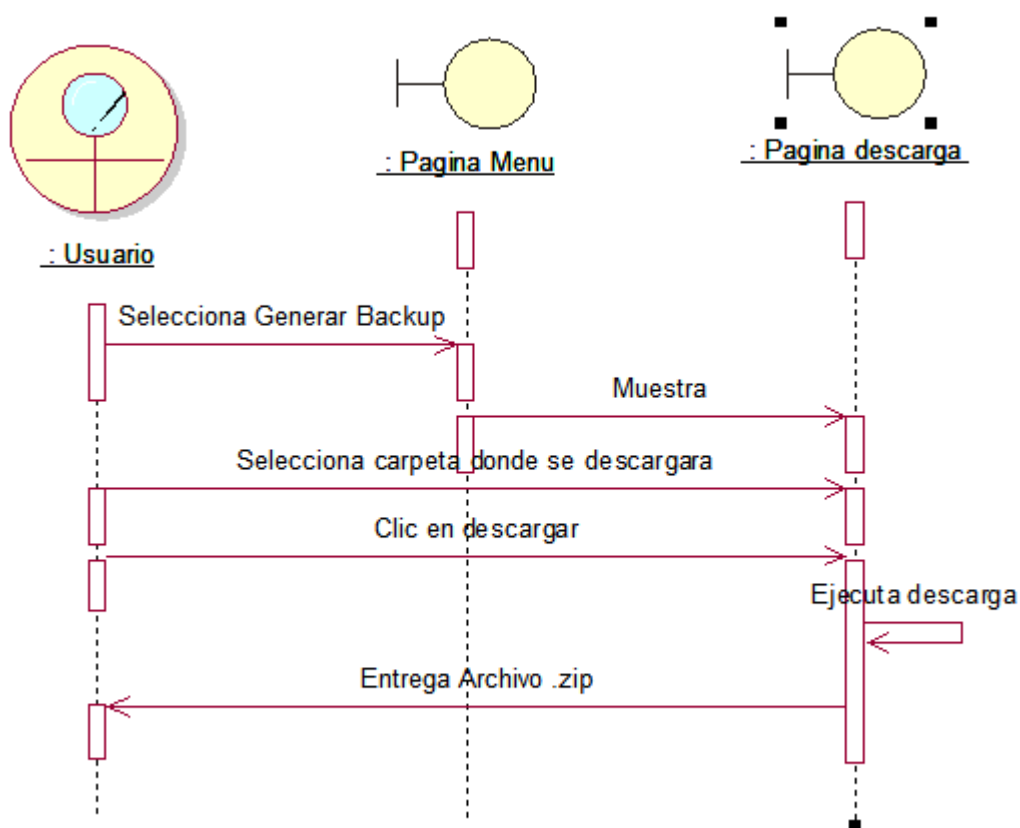 : Pagina Menu
: Pagina descarga
: Usuario
Selecciona Generar Backup
Muestra
Selecciona carpeta donde se descargara
Clic en descargar
Ejecuta descarga
Entrega Archivo .zip